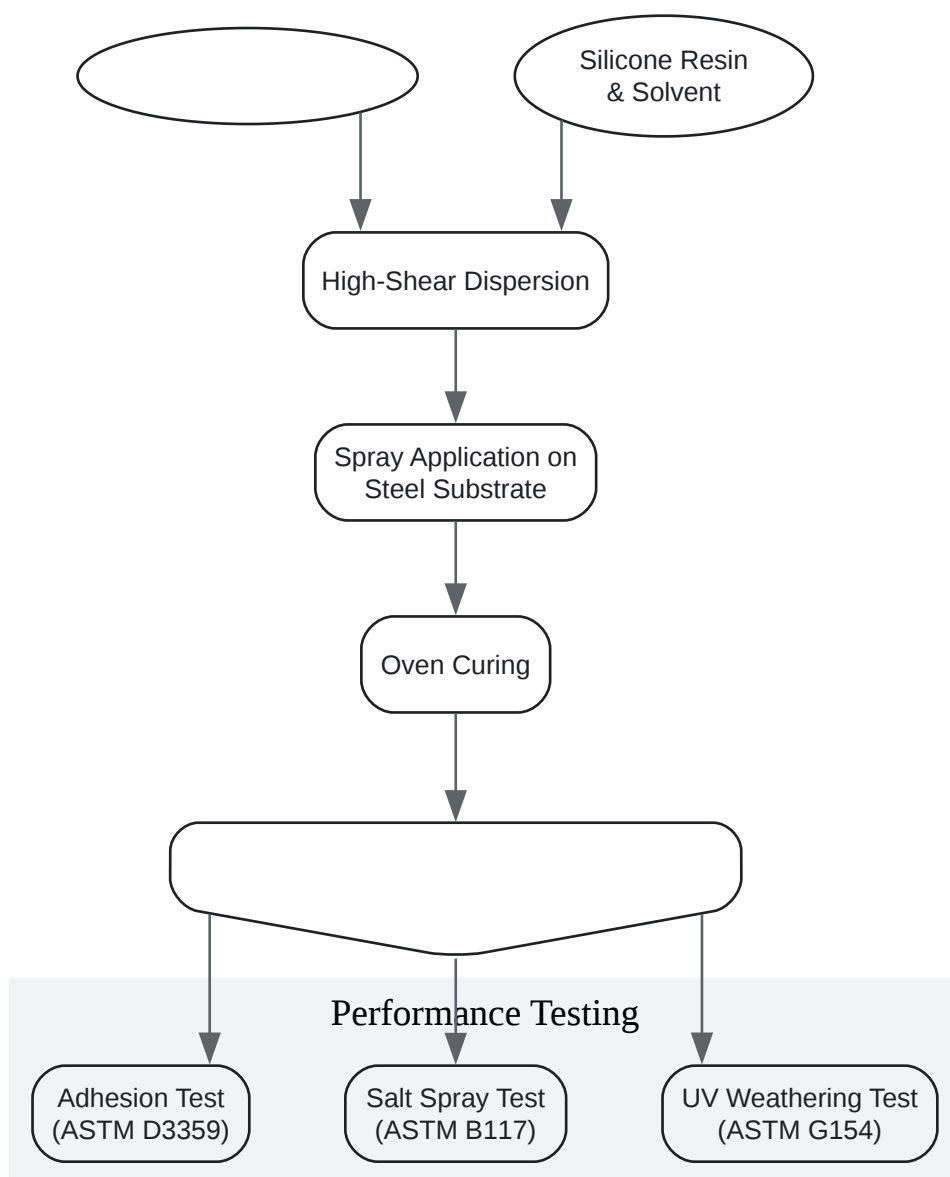 Silicone Resin
& Solvent
High-Shear Dispersion
Spray Application on
Steel Substrate
Oven Curing
Performance Testing
Adhesion Test
(ASTM D3359)
Salt Spray Test
(ASTM B117)
UV Weathering Test
(ASTM G154)